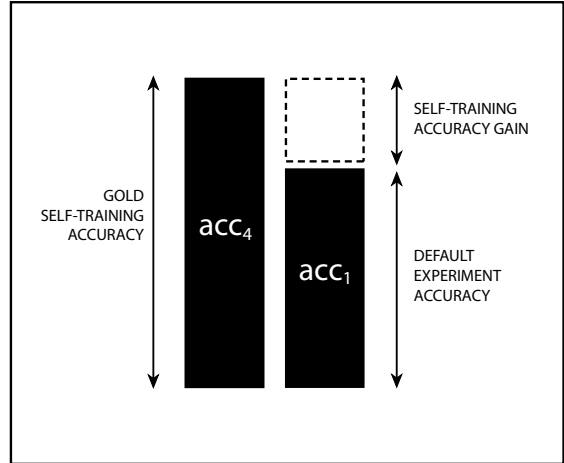 GOLD
SELF-TRAINING
ACCURACY
acc4
acc1
SELF-TRAINING
ACCURACY GAIN
DEFAULT
EXPERIMENT
ACCURACY